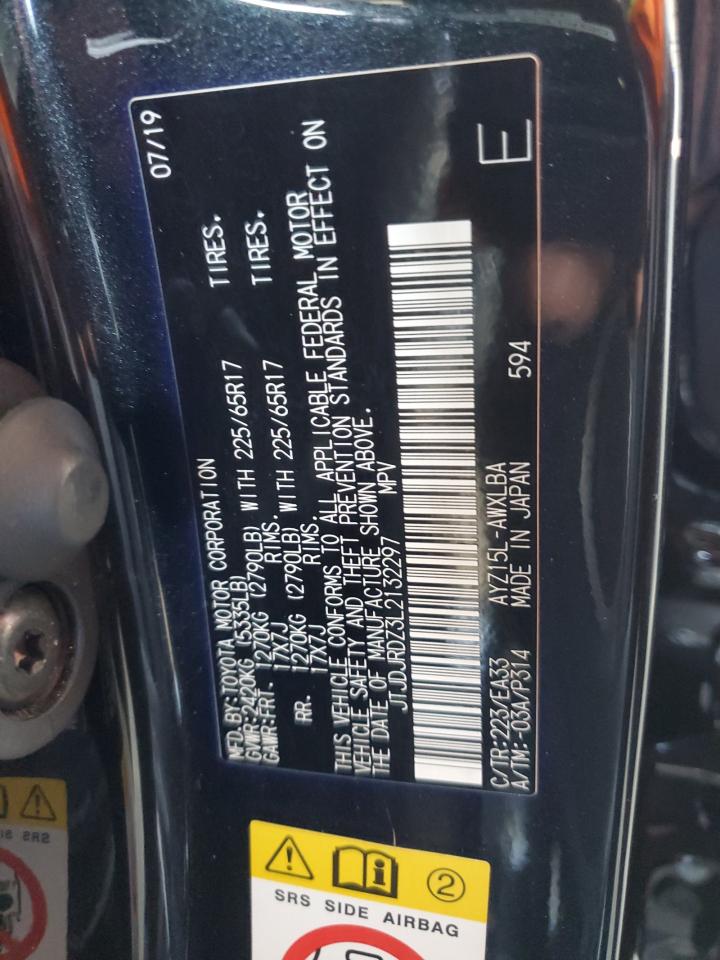 07/19
MFD.BY:TOYOTA MOTOR CORPORATION
GVWR:2420KG (5335LB)
GAWR:FRT. 1270KG (2790LB) WITH 225/65R17 TIRES.
17X7J RIMS.
RR. 1270KG (2790LB) WITH 225/65R17 TIRES.
17X7J RIMS.
THIS VEHICLE CONFORMS TO ALL APPLICABLE FEDERAL MOTOR
VEHICLE SAFETY AND THEFT PREVENTION STANDARDS IN EFFECT ON
THE DATE OF MANUFACTURE SHOWN ABOVE.
JTJDJRDZ3L2132297 MPV
C/TR:223/EA33 AYZ15L-AWXLBA
A/TM:-03A/P314 MADE IN JAPAN 594
E
2
SRS SIDE AIRBAG
SRS SI